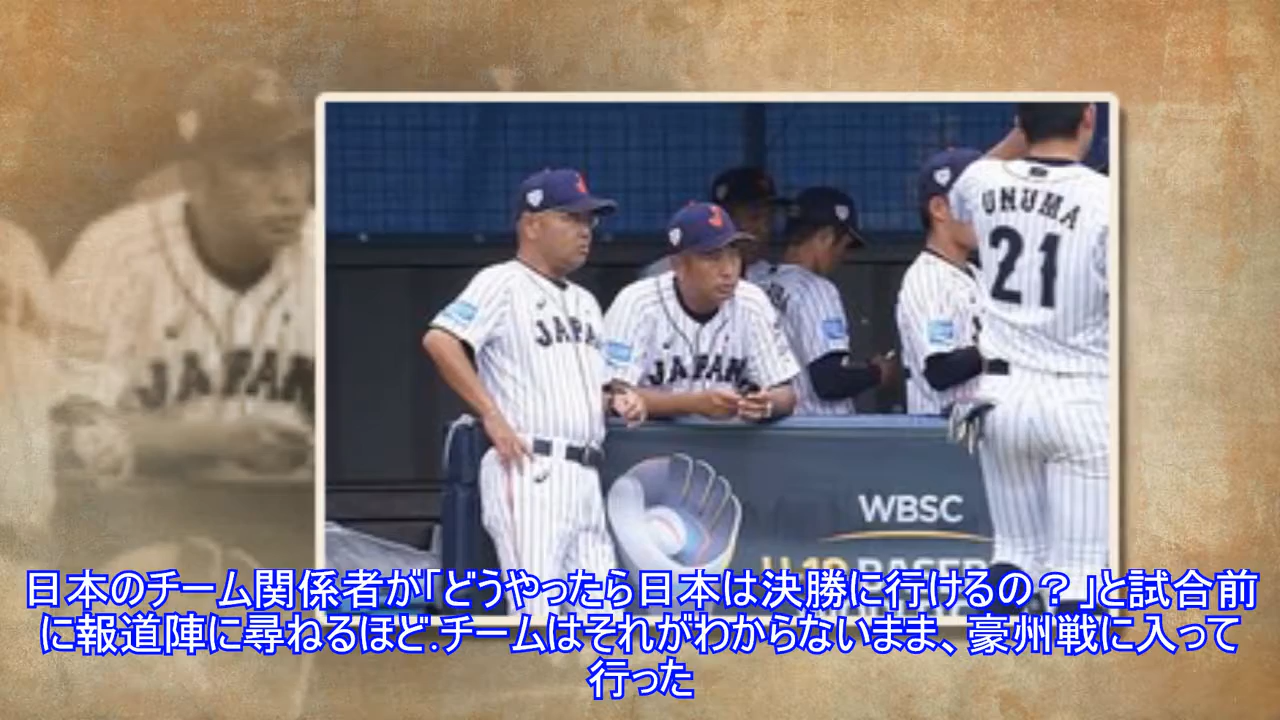 UNUMA
21
JAPA
JAPAN
JAPAN
WBSC
日本のチーム関係者が｢どうやったら日本は決勝に行けるの？｣と試合前
に報道陣に尋ねるほど.チームはそれがわからないまま、豪州戦に入って
行った